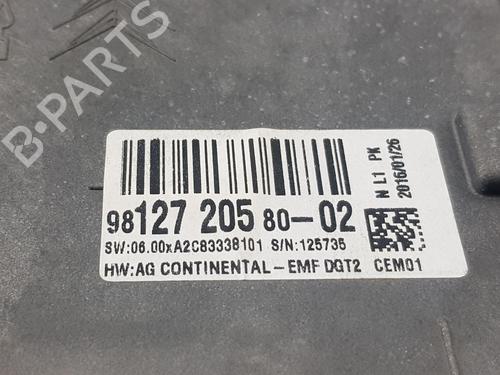 B-PARTS
N L1 PK
2016/01/26
98127 205 80-02
SW:06.00xA2C83338101 S/N:125735
HW:AG CONTINENTAL-EMF DGT2 CEM01